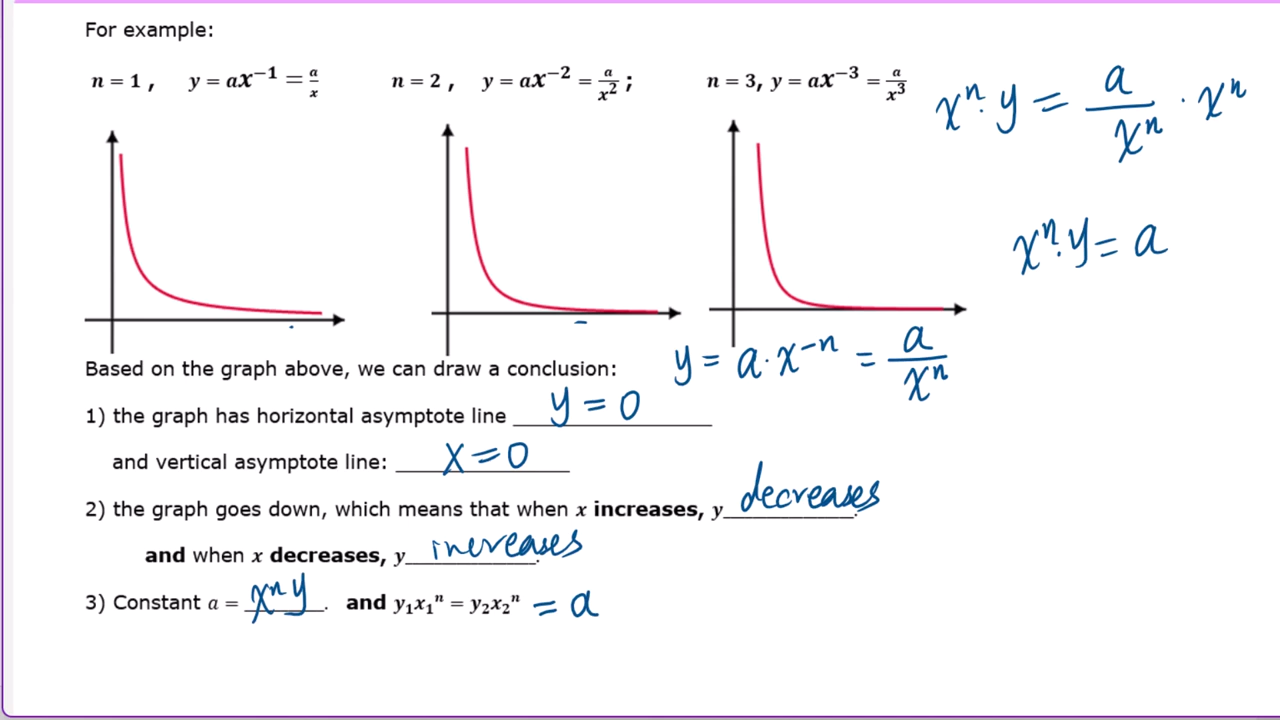 For example:
n = 1 , y = ax⁻¹ = a/x n = 2 , y = ax⁻² = a/x² ; n = 3, y = ax⁻³ = a/x³
xⁿ · y = a/xⁿ · xⁿ
xⁿ · y = a
y = a · x⁻ⁿ = a/xⁿ
Based on the graph above, we can draw a conclusion:
1) the graph has horizontal asymptote line y = 0
and vertical asymptote line: x = 0
2) the graph goes down, which means that when x increases, y decreases.
and when x decreases, y increases.
3) Constant a = xⁿy. and y₁x₁ⁿ = y₂x₂ⁿ = a